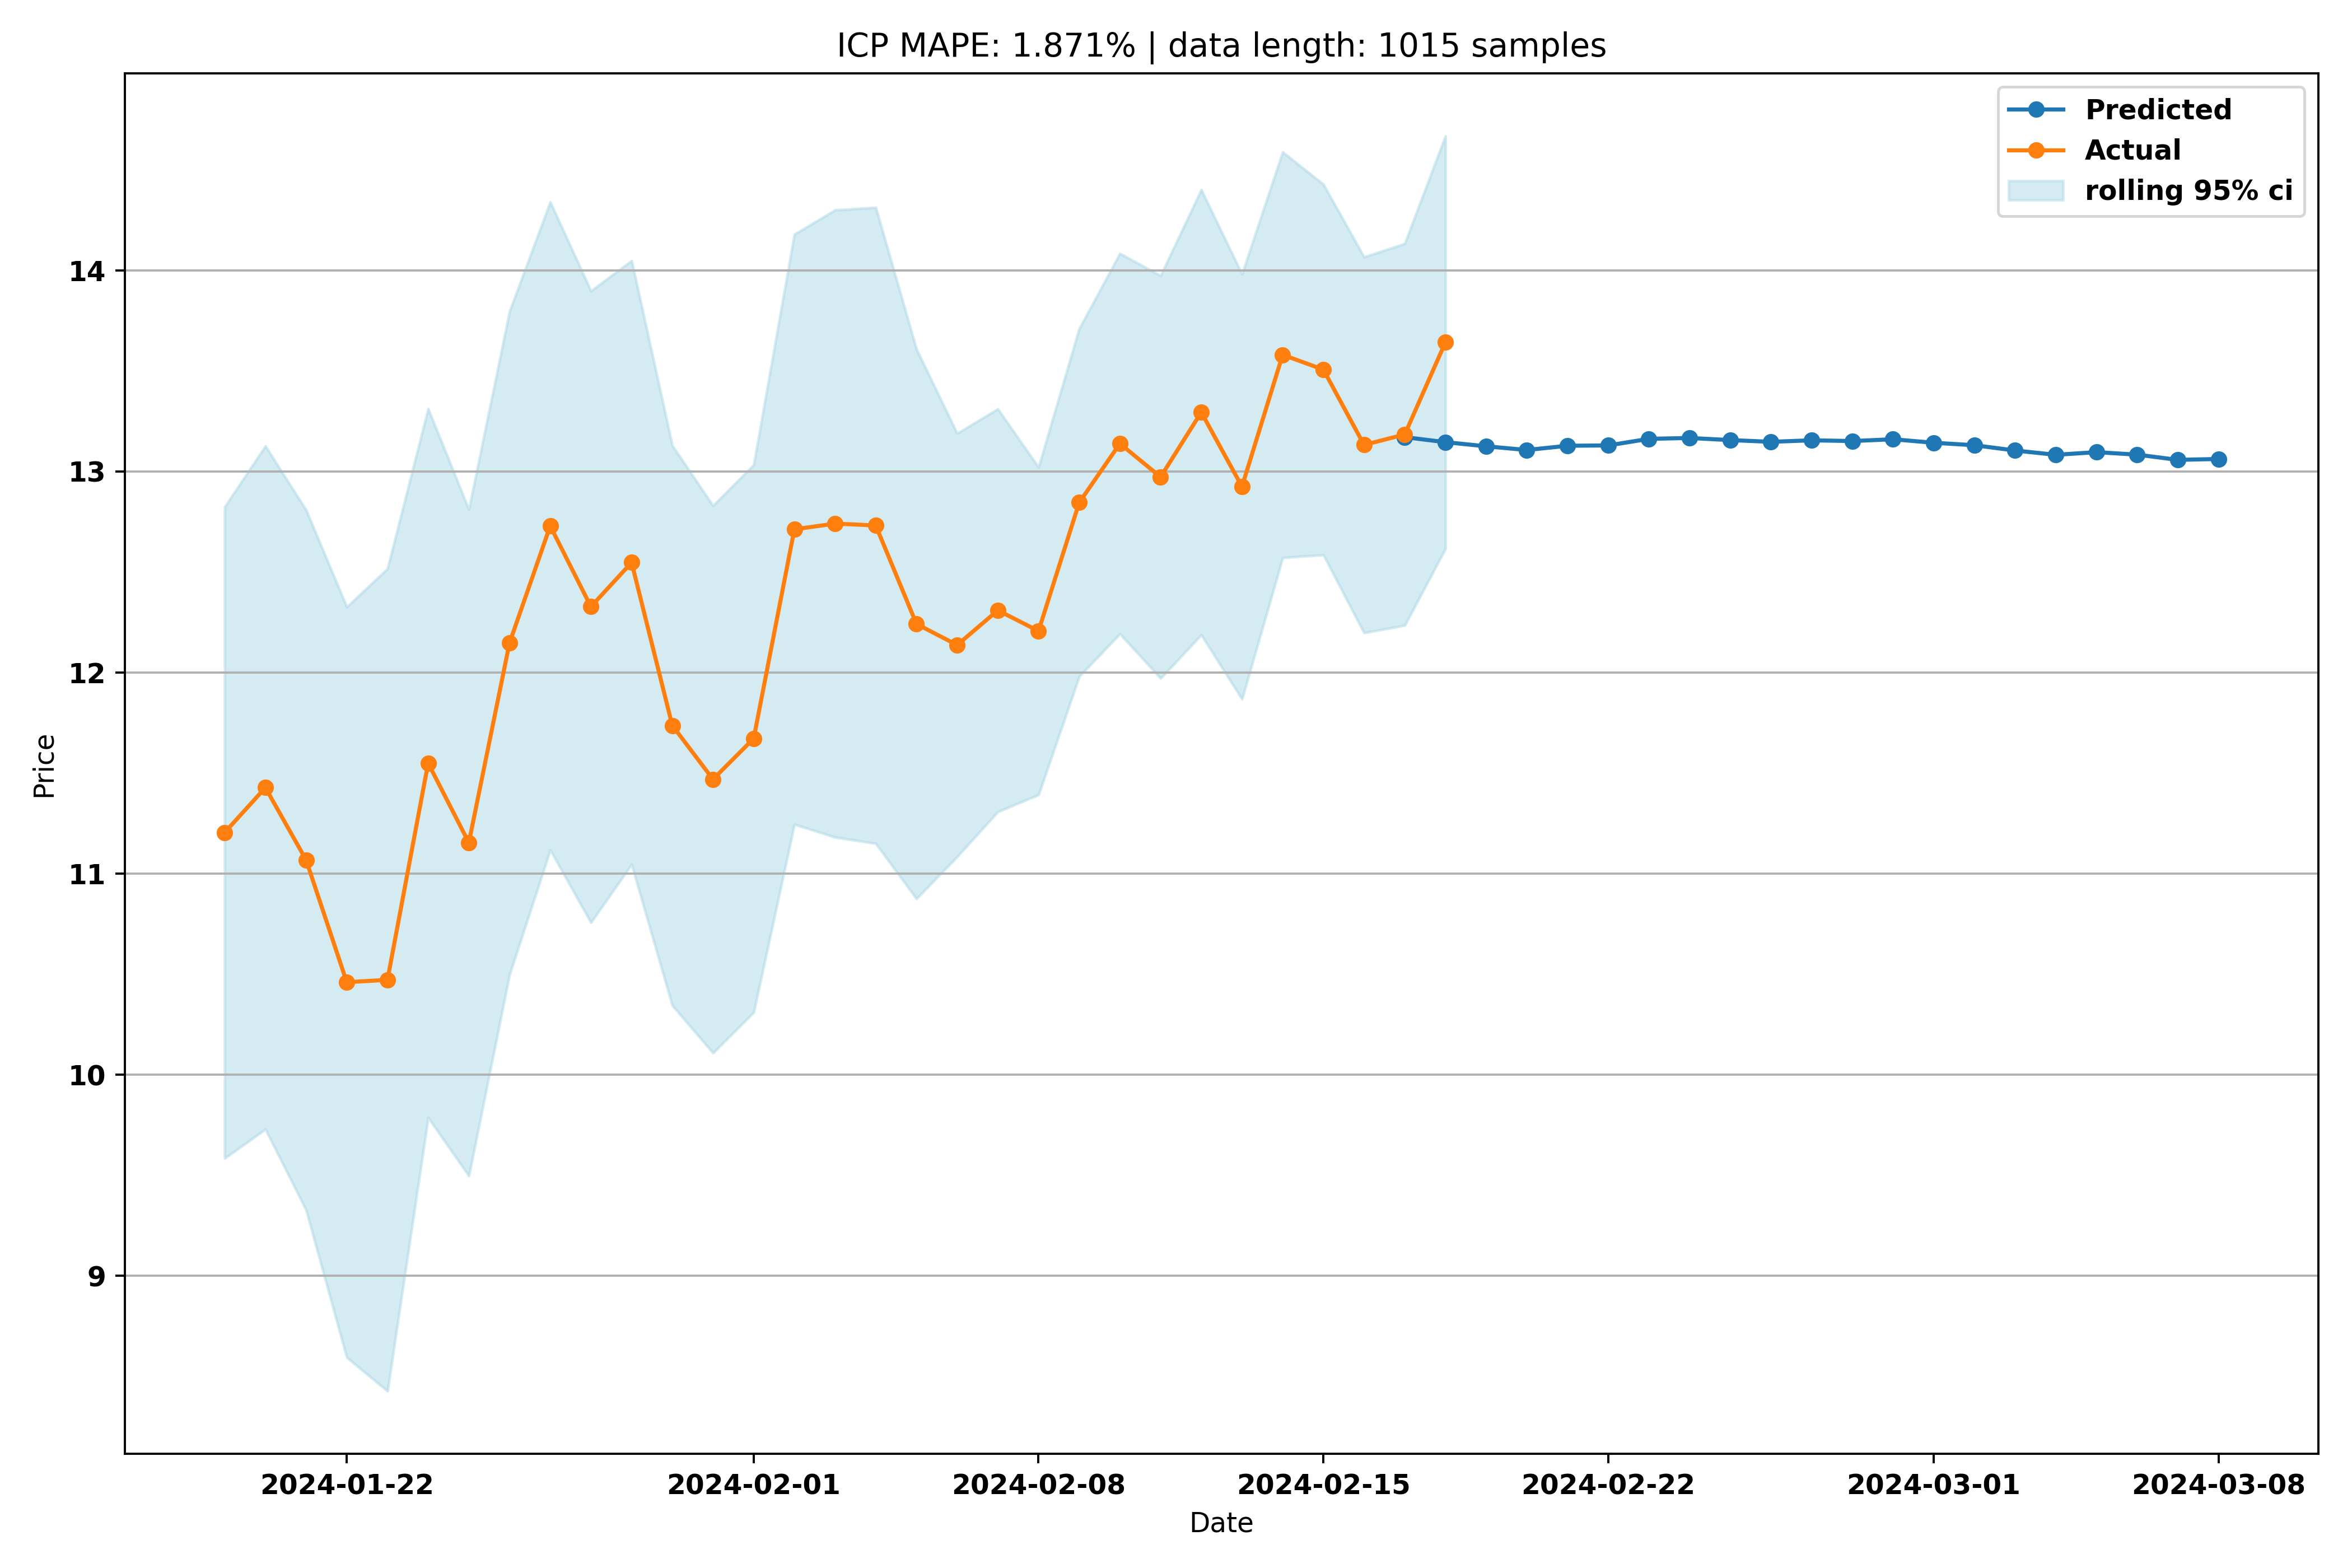 ICP MAPE: 1.871% | data length: 1015 samples
Predicted
Actual
rolling 95% ci
14
13
12
11
10
9
Price
2024-01-22
2024-02-01
2024-02-08
2024-02-15
2024-02-22
2024-03-01
2024-03-08
Date